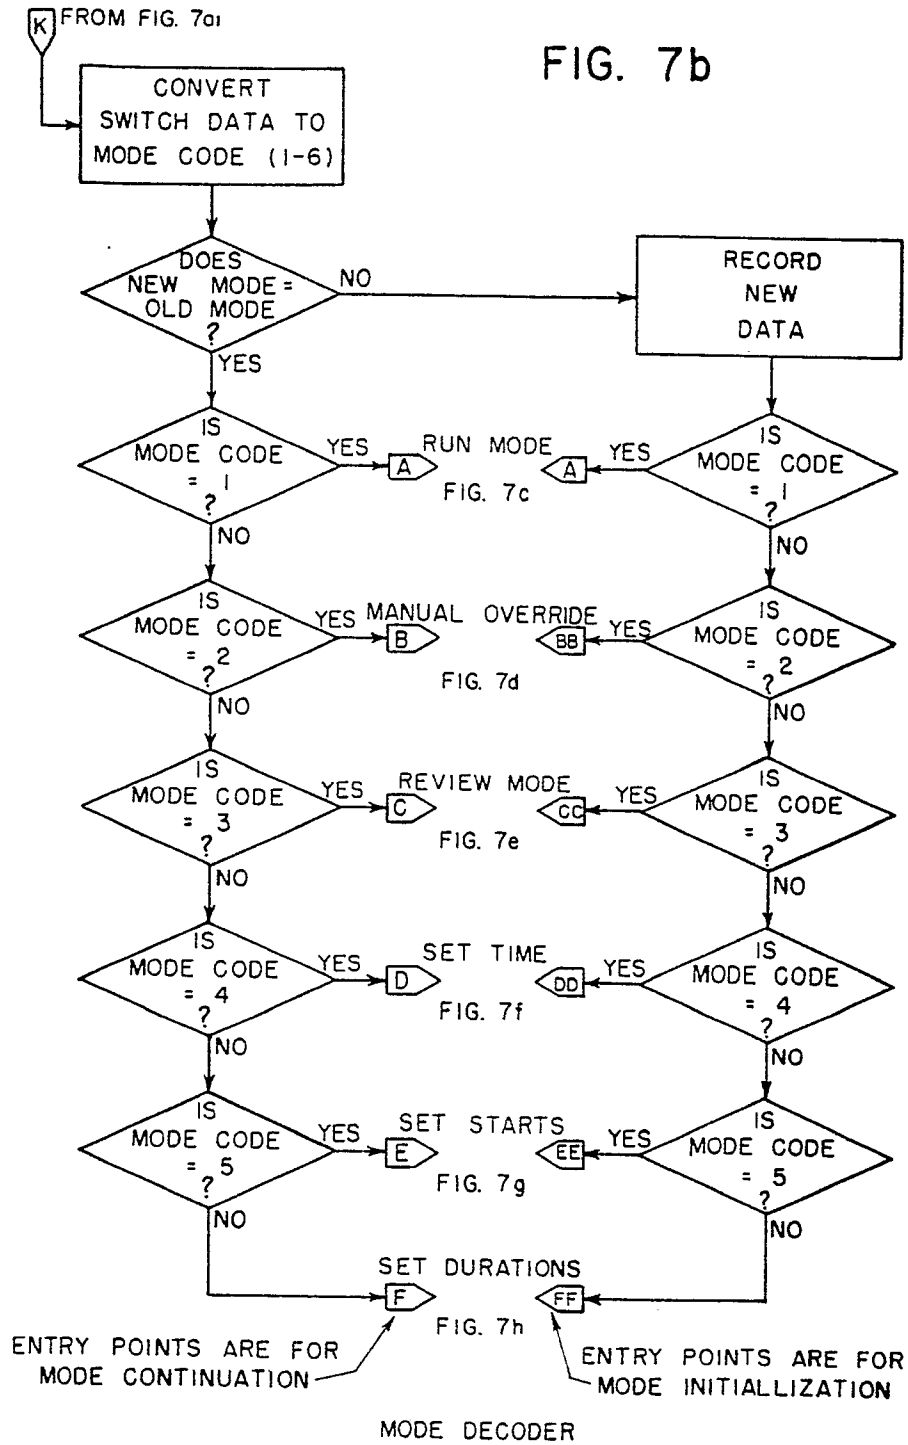 K FROM FIG. 7a1
FIG. 7b
CONVERT
SWITCH DATA TO
MODE CODE (1-6)
DOES
NEW MODE =
OLD MODE
?
NO
YES
RECORD
NEW
DATA
IS
MODE CODE
= 1
?
YES
A
RUN MODE
FIG. 7c
A
YES
IS
MODE CODE
= 1
?
NO
NO
IS
MODE CODE
= 2
?
YES
B
MANUAL OVERRIDE
FIG. 7d
BB
YES
IS
MODE CODE
= 2
?
NO
NO
IS
MODE CODE
= 3
?
YES
C
REVIEW MODE
FIG. 7e
CC
YES
IS
MODE CODE
= 3
?
NO
NO
IS
MODE CODE
= 4
?
YES
D
SET TIME
FIG. 7f
DD
YES
IS
MODE CODE
= 4
?
NO
NO
IS
MODE CODE
= 5
?
YES
E
SET STARTS
FIG. 7g
EE
YES
IS
MODE CODE
= 5
?
NO
NO
SET DURATIONS
F
FIG. 7h
FF
ENTRY POINTS ARE FOR
MODE CONTINUATION
ENTRY POINTS ARE FOR
MODE INITIALLIZATION
MODE DECODER